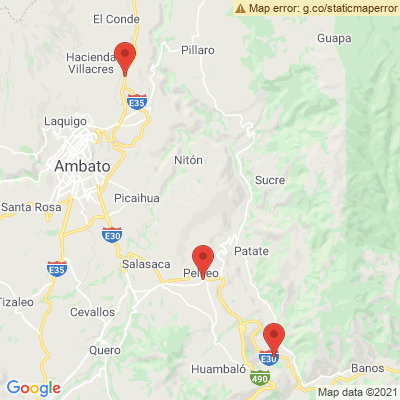 Map error: g.co/staticmaperror
El Conde
Guapa
Pillaro
Hacienda
Villacres
E35
Laquigo
Nitón
Ambato
Sucre
Picaihua
Santa Rosa
E30
Patate
Salasaca
E35
Pelileo
Tizaleo
Cevallos
Quero
E30
Huambaló
490
Banos
Google
Map data ©2021